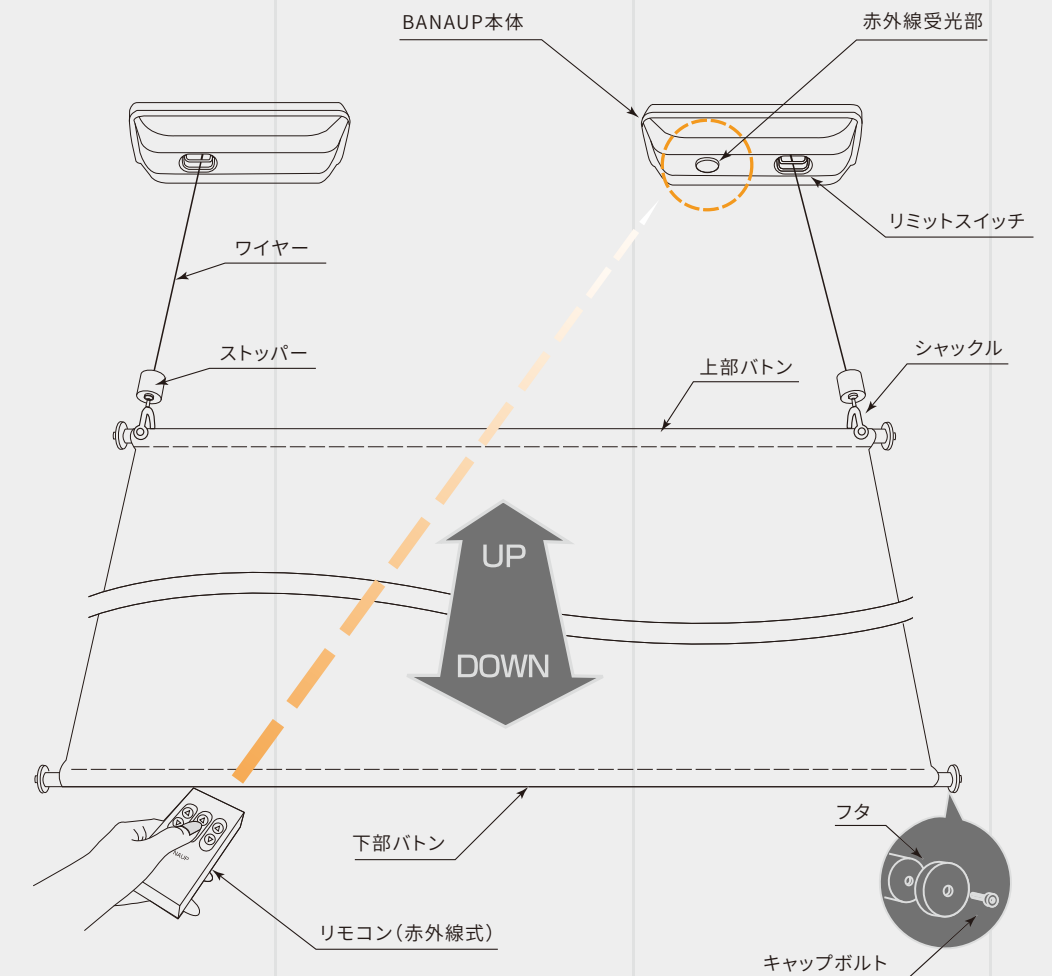 BANAUP本体
赤外線受光部
リミットスイッチ
ワイヤー
ストッパー
シャックル
上部バトン
UP
DOWN
フタ
下部バトン
リモコン(赤外線式)
キャップボルト